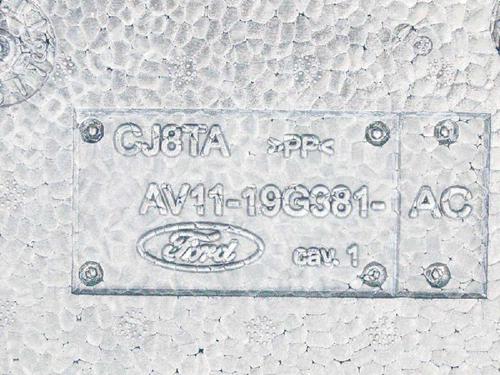 CJ8TA >PP<
AV11-19G381- AC
Ford cav. 1